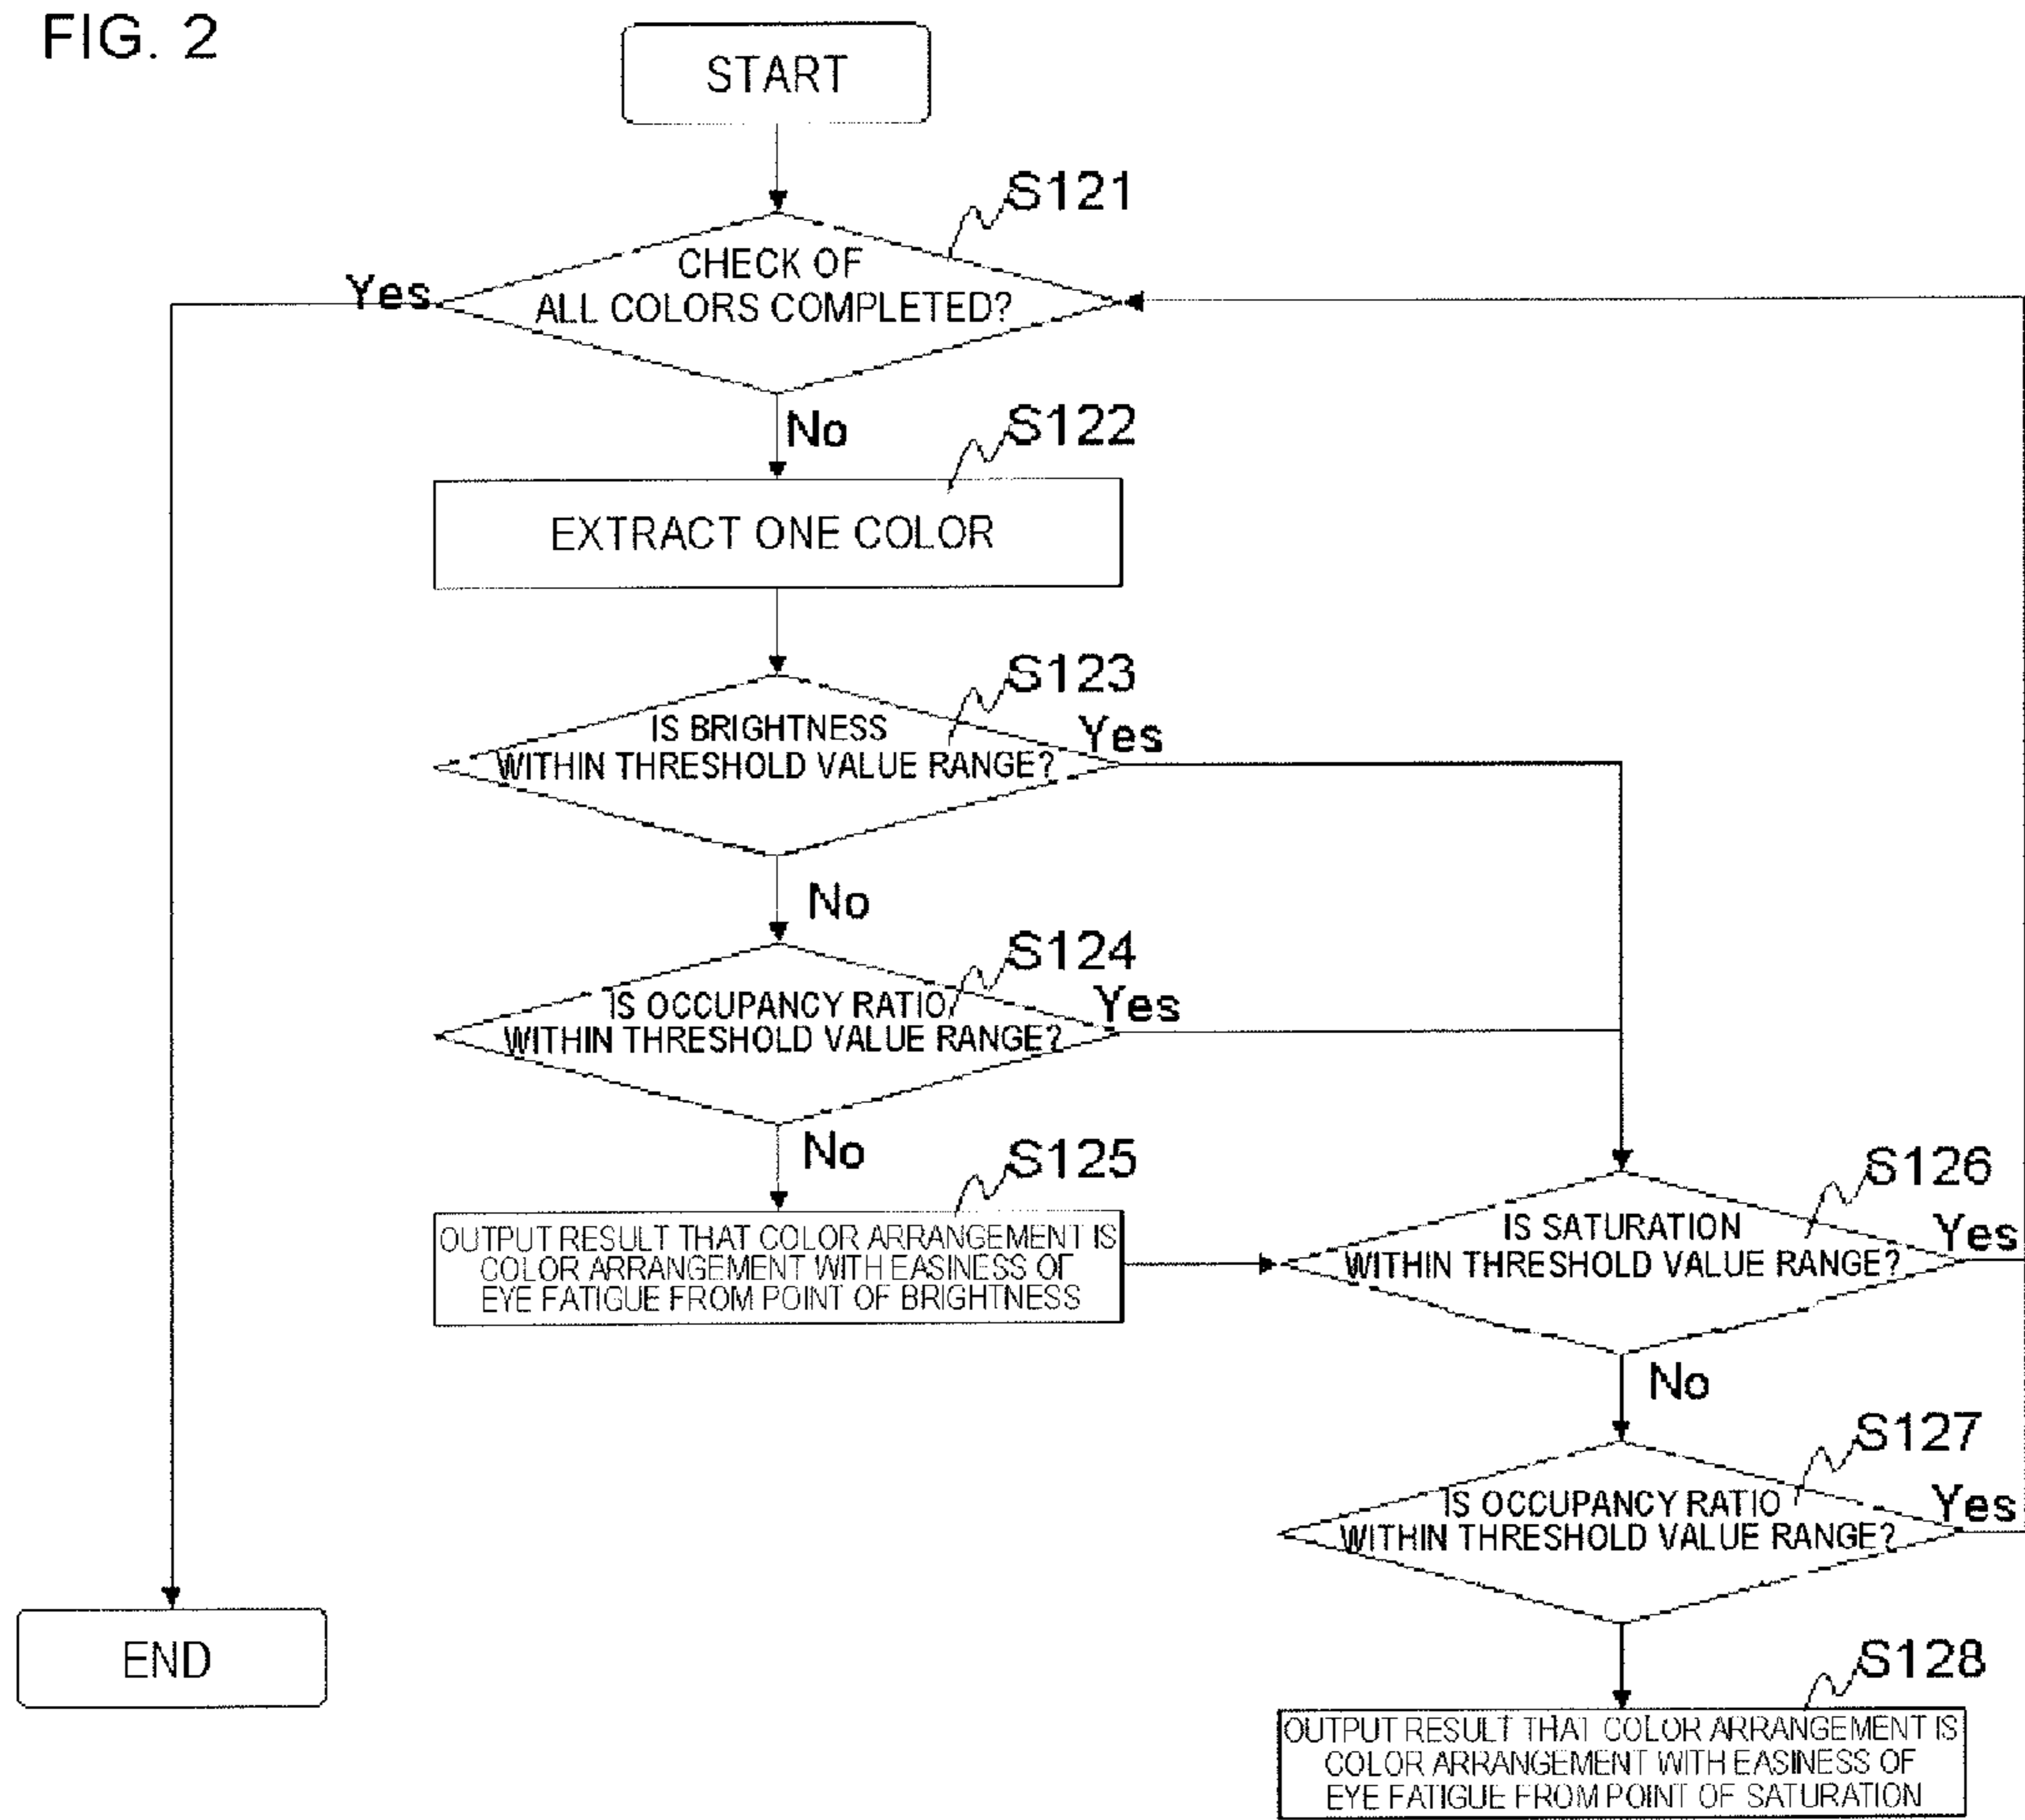 FIG. 2
START
S121
CHECK OF
ALL COLORS COMPLETED?
Yes
No
S122
EXTRACT ONE COLOR
S123
IS BRIGHTNESS
WITHIN THRESHOLD VALUE RANGE?
Yes
No
S124
IS OCCUPANCY RATIO
WITHIN THRESHOLD VALUE RANGE?
Yes
No
S125
OUTPUT RESULT THAT COLOR ARRANGEMENT IS
COLOR ARRANGEMENT WITH EASINESS OF
EYE FATIGUE FROM POINT OF BRIGHTNESS
S126
IS SATURATION
WITHIN THRESHOLD VALUE RANGE?
Yes
No
S127
IS OCCUPANCY RATIO
WITHIN THRESHOLD VALUE RANGE?
Yes
END
S128
OUTPUT RESULT THAT COLOR ARRANGEMENT IS
COLOR ARRANGEMENT WITH EASINESS OF
EYE FATIGUE FROM POINT OF SATURATION